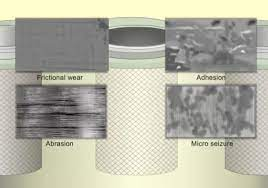 Frictional wear
Adhesion
Abrasion
Micro seizure